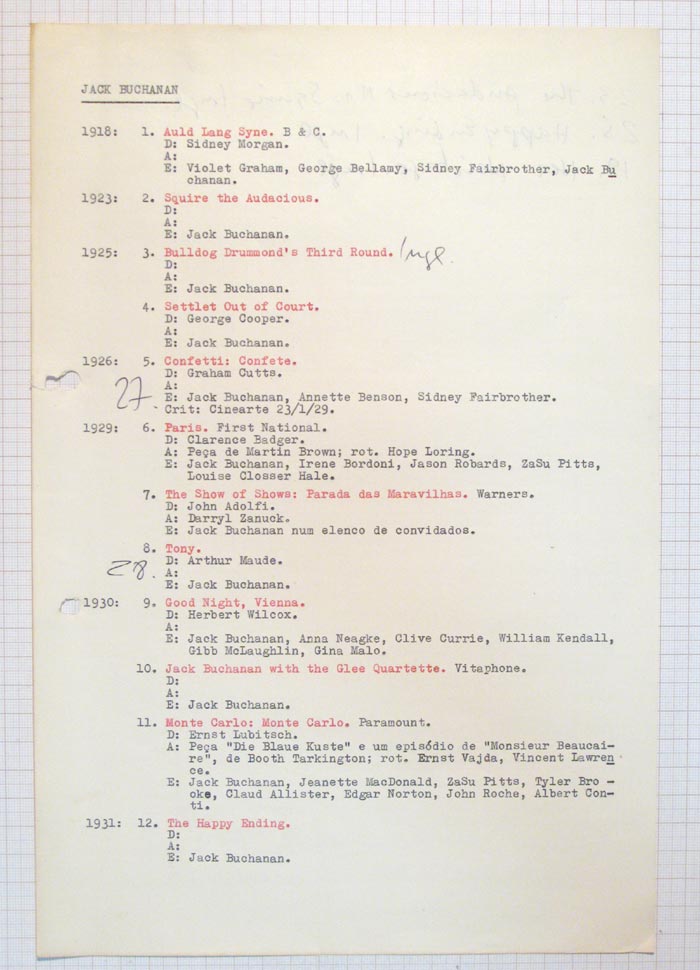 JACK BUCHANAN
1918: 1. Auld Lang Syne. B & C.
D: Sidney Morgan.
A:
E: Violet Graham, George Bellamy, Sidney Fairbrother, Jack Bu
chanan.
1923: 2. Squire the Audacious.
D:
A:
E: Jack Buchanan.
1925: 3. Bulldog Drummond's Third Round. Ingl.
D:
A:
E: Jack Buchanan.
4. Settlet Out of Court.
D: George Cooper.
A:
E: Jack Buchanan.
1926: 5. Confetti: Confete.
D: Graham Cutts.
A:
27 E: Jack Buchanan, Annette Benson, Sidney Fairbrother.
Crit: Cinearte 23/1/29.
1929: 6. Paris. First National.
D: Clarence Badger.
A: Peça de Martin Brown; rot. Hope Loring.
E: Jack Buchanan, Irene Bordoni, Jason Robards, ZaSu Pitts,
Louise Closser Hale.
7. The Show of Shows: Parada das Maravilhas. Warners.
D: John Adolfi.
A: Darryl Zanuck.
E: Jack Buchanan num elenco de convidados.
8. Tony.
D: Arthur Maude.
28. A:
E: Jack Buchanan.
1930: 9. Good Night, Vienna.
D: Herbert Wilcox.
A:
E: Jack Buchanan, Anna Neagke, Clive Currie, William Kendall,
Gibb McLaughlin, Gina Malo.
10. Jack Buchanan with the Glee Quartette. Vitaphone.
D:
A:
E: Jack Buchanan.
11. Monte Carlo: Monte Carlo. Paramount.
D: Ernst Lubitsch.
A: Peça "Die Blaue Kuste" e um episódio de "Monsieur Beaucai-
re", de Booth Tarkington; rot. Ernst Vajda, Vincent Lawren
ce.
E: Jack Buchanan, Jeanette MacDonald, ZaSu Pitts, Tyler Bro -
cke, Claud Allister, Edgar Norton, John Roche, Albert Con-
ti.
1931: 12. The Happy Ending.
D:
A:
E: Jack Buchanan.